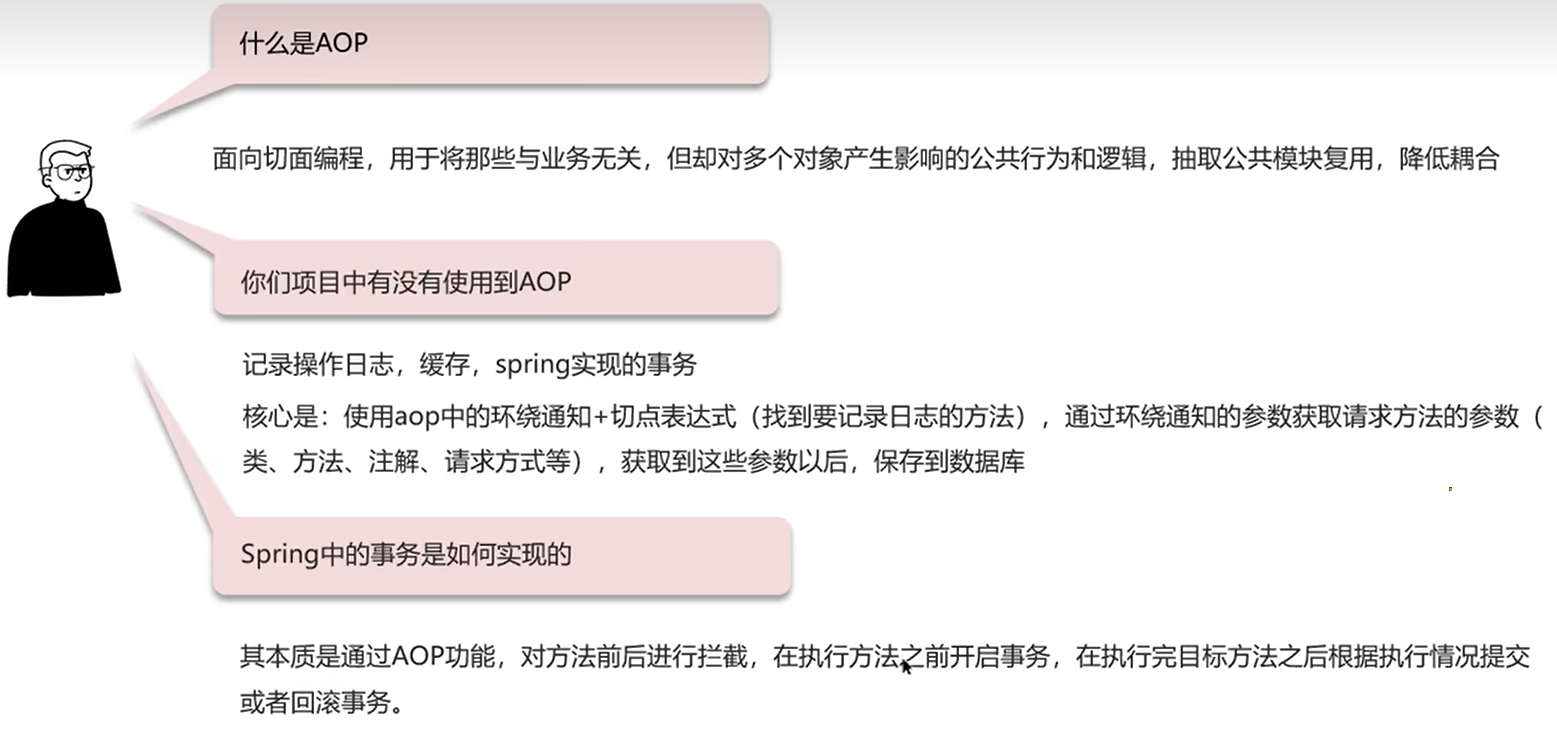 什么是AOP
面向切面编程，用于将那些与业务无关，但却对多个对象产生影响的公共行为和逻辑，抽取公共模块复用，降低耦合
你们项目中有没有使用到AOP
记录操作日志，缓存，spring实现的事务
核心是：使用aop中的环绕通知+切点表达式（找到要记录日志的方法），通过环绕通知的参数获取请求方法的参数（
类、方法、注解、请求方式等），获取到这些参数以后，保存到数据库
Spring中的事务是如何实现的
其本质是通过AOP功能，对方法前后进行拦截，在执行方法之前开启事务，在执行完目标方法之后根据执行情况提交
或者回滚事务。